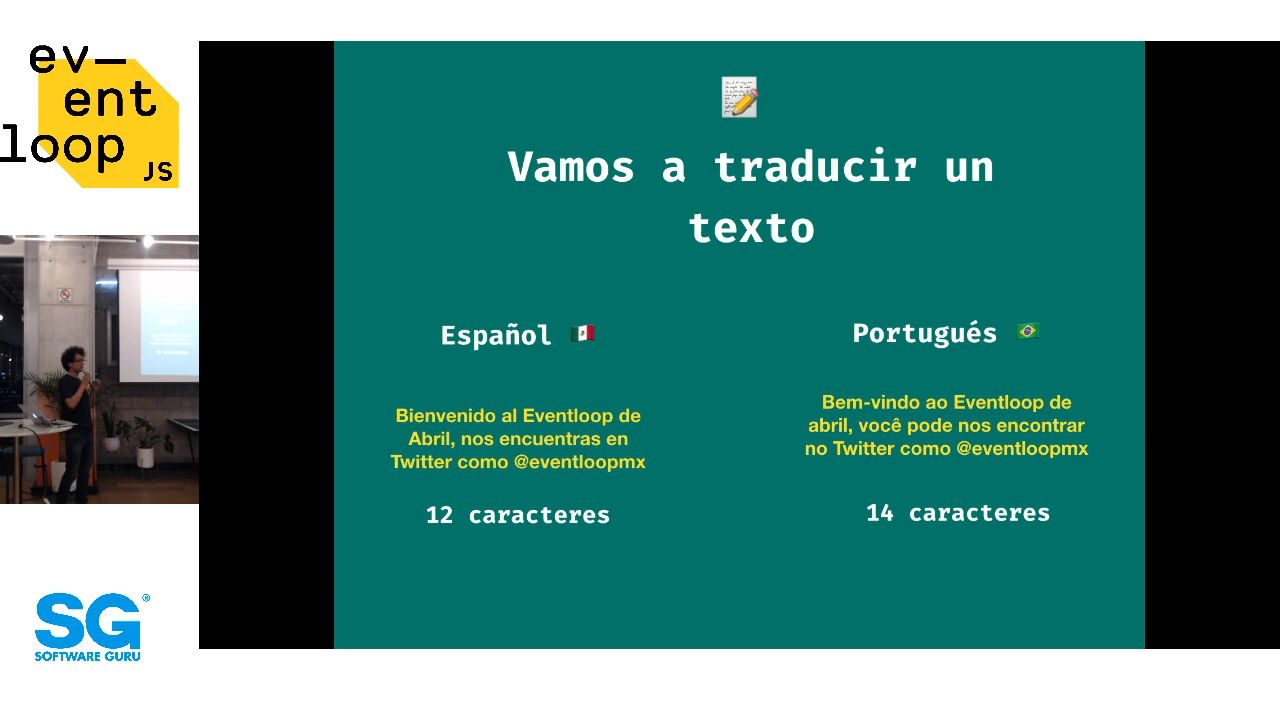 ev—
ent
loop
JS
Vamos a traducir un
texto
Español
Portugués
Bienvenido al Eventloop de
Abril, nos encuentras en
Twitter como @eventloopmx
Bem-vindo ao Eventloop de
abril, você pode nos encontrar
no Twitter como @eventloopmx
12 caracteres
14 caracteres
SG®
SOFTWARE GURU